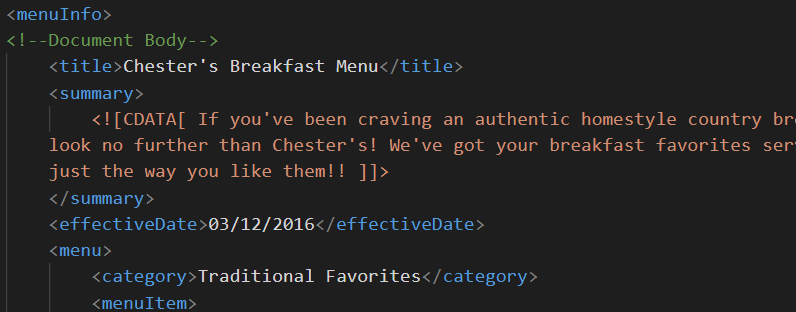 <menuInfo>
<!--Document Body-->
<title>Chester's Breakfast Menu</title>
<summary>
<![CDATA[ If you've been craving an authentic homestyle country
look no further than Chester's! We've got your breakfast favorites
just the way you like them!! ]]>
</summary>
<effectiveDate>03/12/2016</effectiveDate>
<menu>
<category>Traditional Favorites</category>
<menuItem>